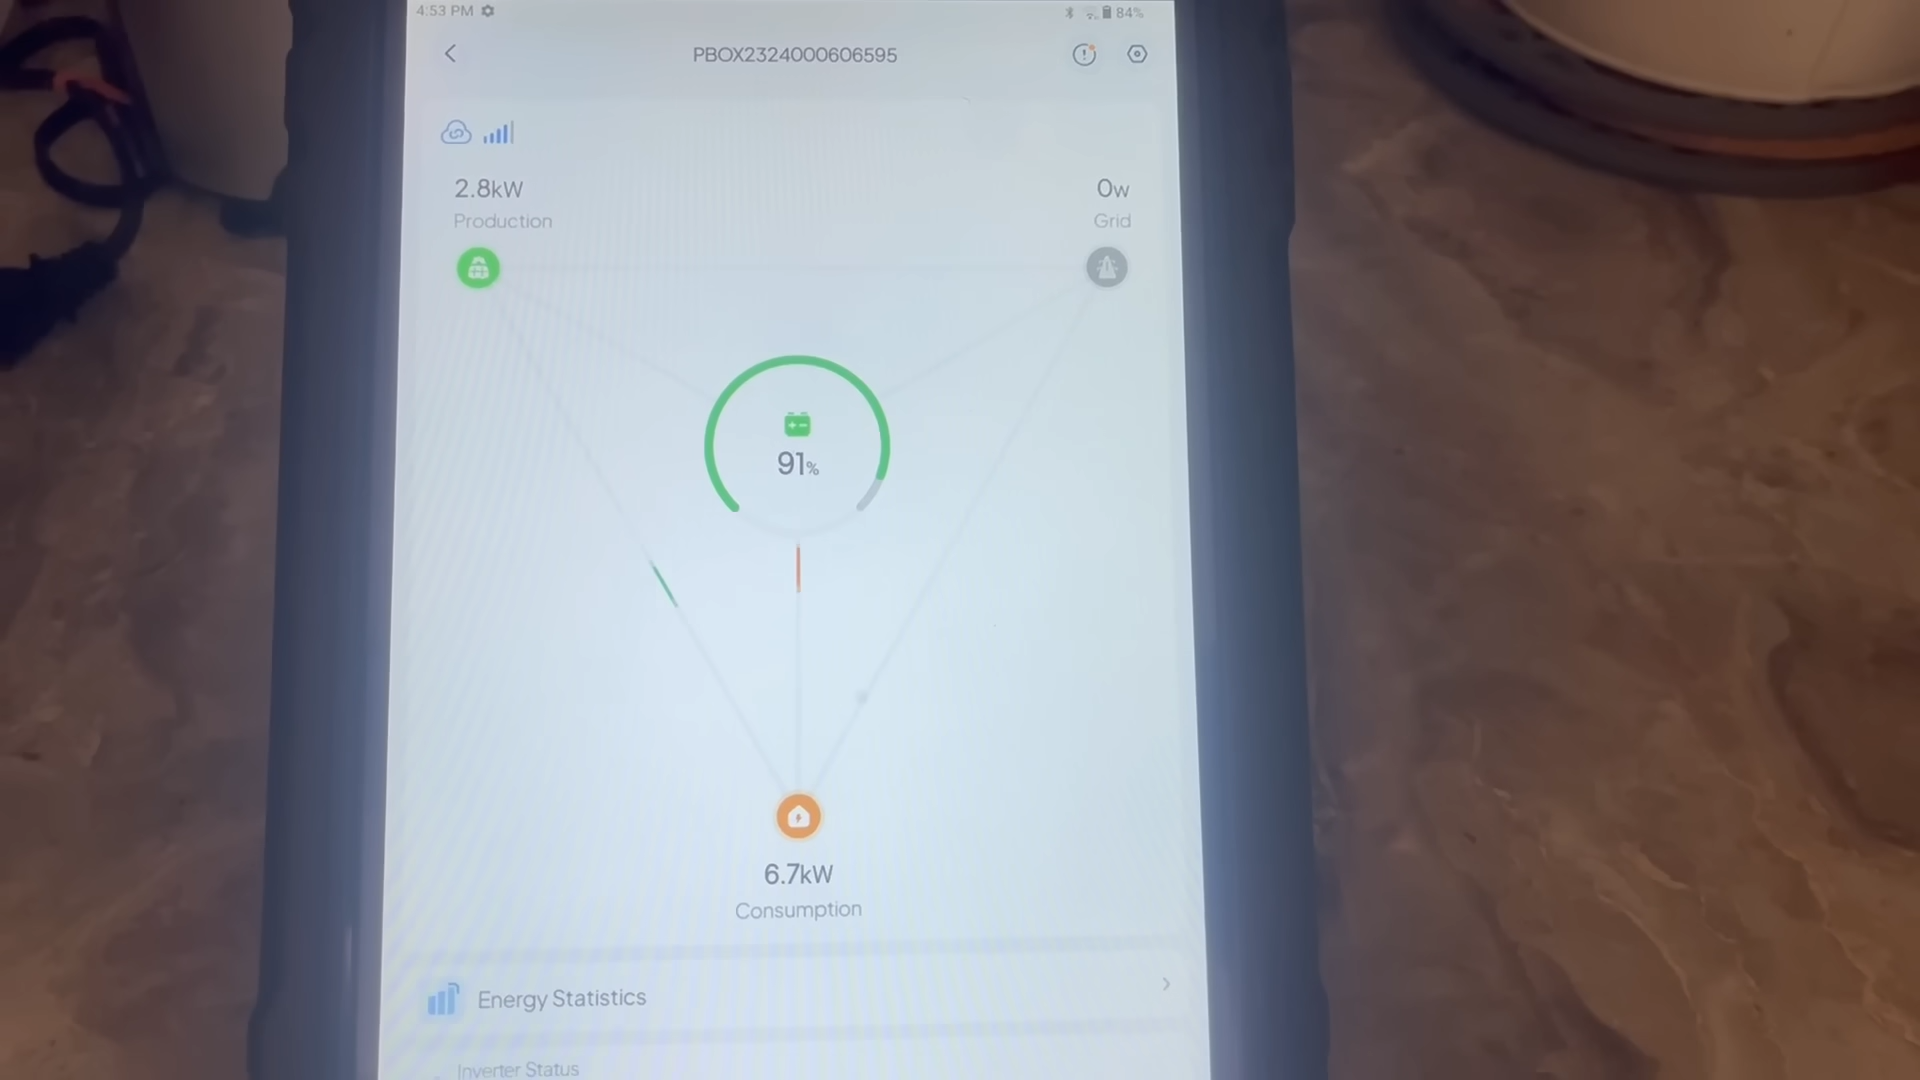 4:53 PM 84%
PBOX2324000606595
2.8kW 0w
Production Grid
91%
6.7kW
Consumption
Energy Statistics
Inverter Status